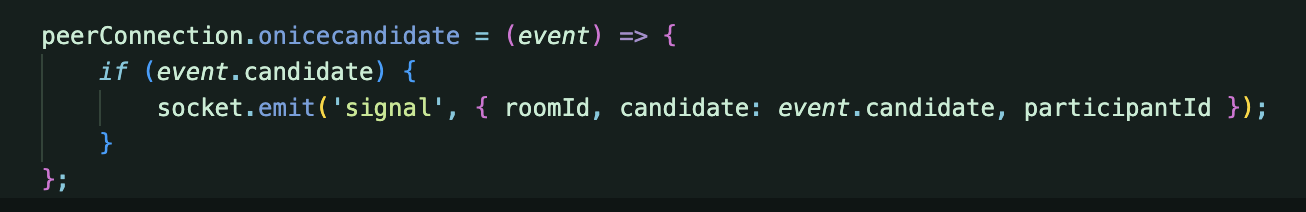 peerConnection.onicecandidate = (event) => {
if (event.candidate) {
socket.emit('signal', { roomId, candidate: event.candidate, participantId });
}
};